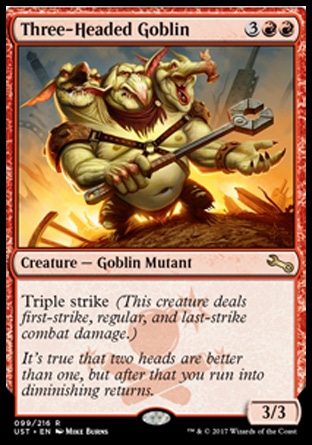 Three-Headed Goblin 3
Creature — Goblin Mutant
Triple strike (This creature deals
first-strike, regular, and last-strike
combat damage.)
It's true that two heads are better
than one, but after that you run into
diminishing returns.
3/3
099/216 R
UST • EN MIKE BURNS
™ & © 2017 Wizards of the Coast